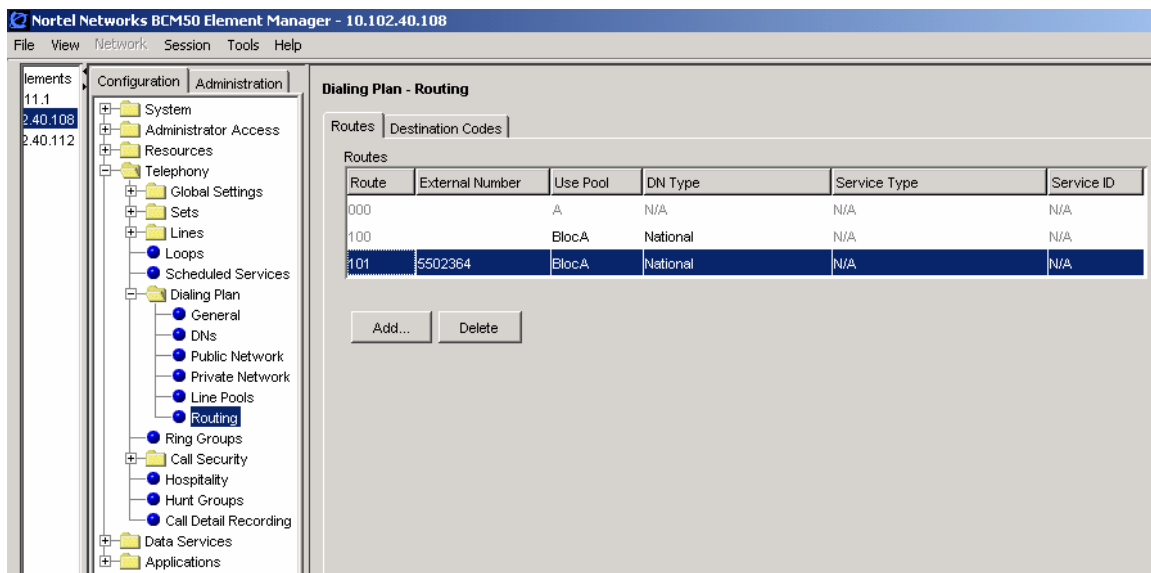 Nortel Networks BCM50 Element Manager - 10.102.40.108
File View Network Session Tools Help
lements
11.1
2.40.108
2.40.112
Configuration Administration
System
Administrator Access
Resources
Telephony
Global Settings
Sets
Lines
Loops
Scheduled Services
Dialing Plan
General
DNs
Public Network
Private Network
Line Pools
Routing
Ring Groups
Call Security
Hospitality
Hunt Groups
Call Detail Recording
Data Services
Applications
Dialing Plan - Routing
Routes Destination Codes
Routes
Route External Number Use Pool DN Type Service Type Service ID
000 A N/A N/A N/A
100 BlocA National N/A N/A
101 5502364 BlocA National N/A N/A
Add... Delete